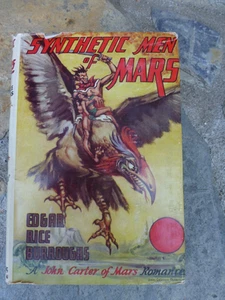 SYNTHETIC MEN
of MARS
EDGAR
RICE
BURROUGHS
A John Carter of Mars Romance